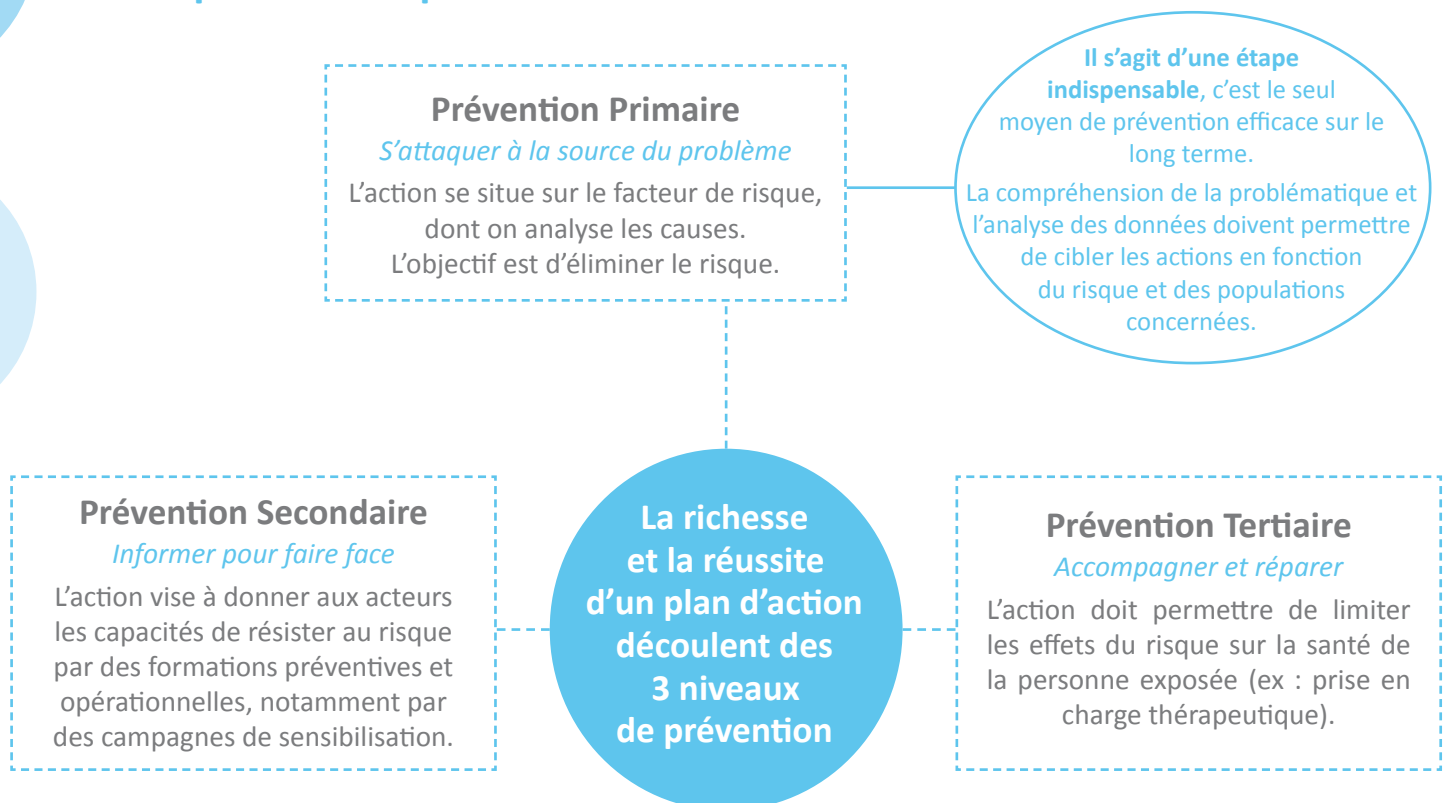 Prévention Primaire
S'attaquer à la source du problème
L'action se situe sur le facteur de risque,
dont on analyse les causes.
L'objectif est d'éliminer le risque.
Il s'agit d'une étape
indispensable, c'est le seul
moyen de prévention efficace sur le
long terme.
La compréhension de la problématique et
l'analyse des données doivent permettre
de cibler les actions en fonction
du risque et des populations
concernées.
Prévention Secondaire
Informer pour faire face
L'action vise à donner aux acteurs
les capacités de résister au risque
par des formations préventives et
opérationnelles, notamment par
des campagnes de sensibilisation.
La richesse
et la réussite
d'un plan d'action
découlent des
3 niveaux
de prévention
Prévention Tertiaire
Accompagner et réparer
L'action doit permettre de limiter
les effets du risque sur la santé de
la personne exposée (ex : prise en
charge thérapeutique).